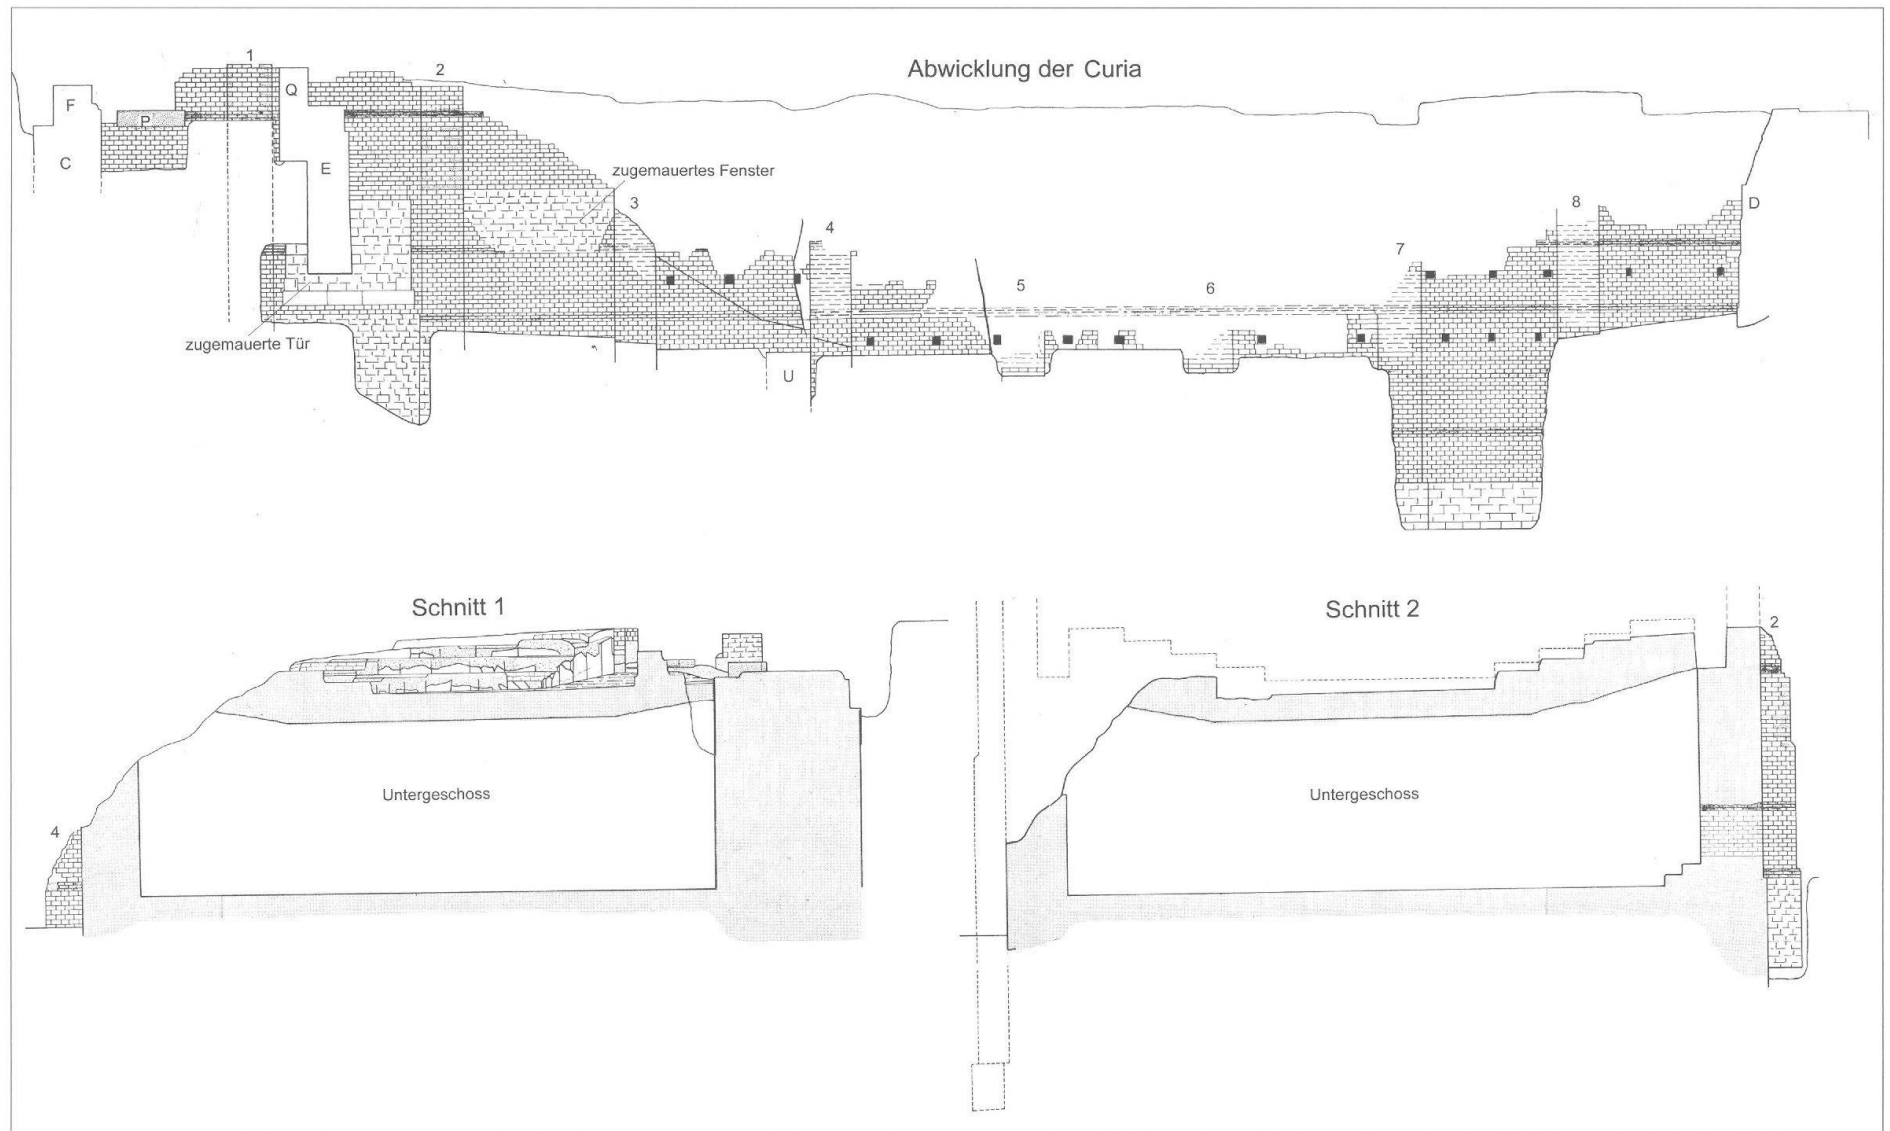 Abwicklung der Curia
1
2
Q
F
P
C
E
zugemauertes Fenster
3
4
5
6
7
8
D
zugemauerte Tür
U
Schnitt 1
Untergeschoss
4
Schnitt 2
2
Untergeschoss